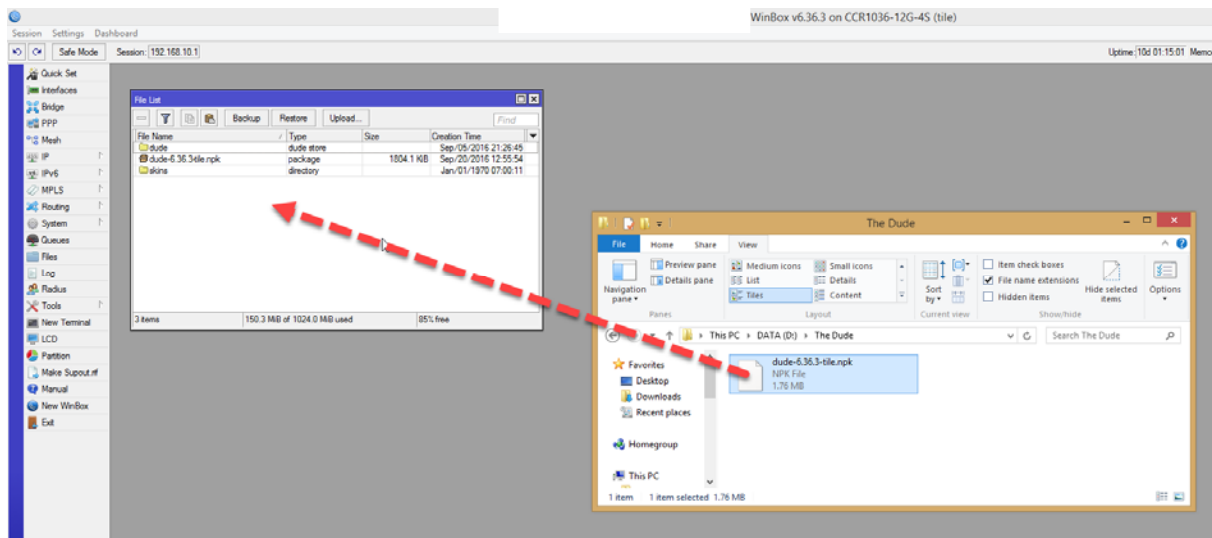 WinBox v6.36.3 on CCR1036-12G-4S (tile)
Session Settings Dashboard
Safe Mode Session: 192.168.10.1 Uptime: 10d 01:15:01 Memo
Quick Set
Interfaces
Bridge
PPP
Mesh
IP
IPv6
MPLS
Routing
System
Queues
Files
Log
Radius
Tools
New Terminal
LCD
Partition
Make Supout.rif
Manual
New WinBox
Exit
File List
Backup Restore Upload... Find
File Name / Type Size Creation Time
dude dude store Sep/05/2016 21:26:45
dude-6.36.3-tile.npk package 1804.1 KiB Sep/20/2016 12:55:54
skins directory Jan/01/1970 07:00:11
3 items 150.3 MiB of 1024.0 MiB used 85% free
The Dude
File Home Share View
Navigation pane
Preview pane
Details pane
Panes
Medium icons Small icons
List Details
Tiles Content
Layout
Sort by
Current view
Item check boxes
File name extensions
Hidden items
Hide selected items
Show/hide
Options
This PC DATA (D:) The Dude Search The Dude
Favorites
Desktop
Downloads
Recent places
Homegroup
This PC
dude-6.36.3-tile.npk
NPK File
1.76 MB
1 item 1 item selected 1.76 MB